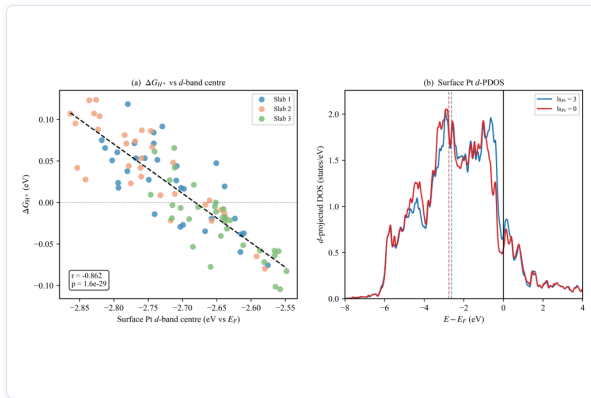 (a) ΔG_H* vs d-band centre
Slab 1
Slab 2
Slab 3
0.10
0.05
0.00
−0.05
−0.10
ΔG_H* (eV)
r = -0.862
p = 1.6e-29
−2.85 −2.80 −2.75 −2.70 −2.65 −2.60 −2.55
Surface Pt d-band centre (eV vs E_F)
(b) Surface Pt d-PDOS
Is_Pt = 3
Is_Pt = 0
2.0
1.5
1.0
0.5
0.0
d-projected DOS (states/eV)
−8 −6 −4 −2 0 2 4
E − E_F (eV)